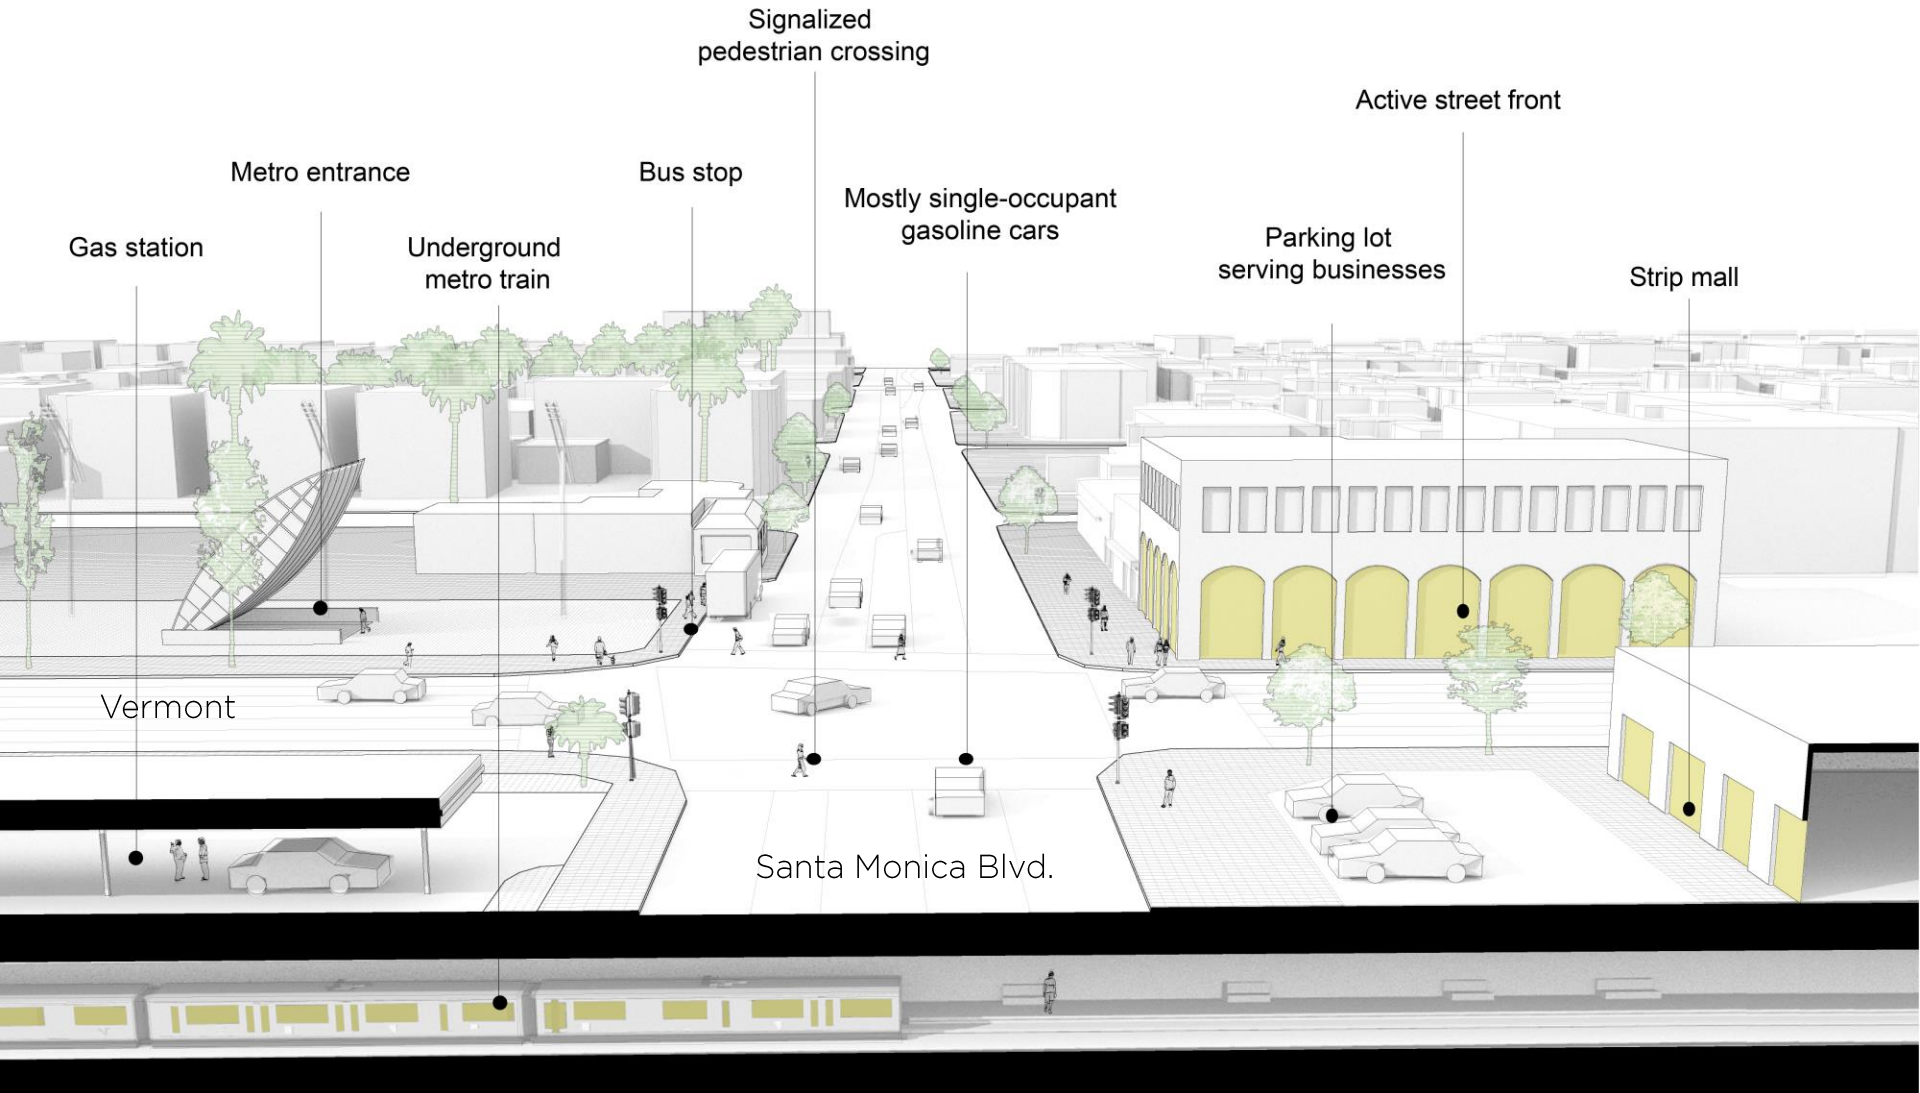 Signalized
pedestrian crossing
Active street front
Metro entrance
Bus stop
Mostly single-occupant
gasoline cars
Gas station
Underground
metro train
Parking lot
serving businesses
Strip mall
Vermont
Santa Monica Blvd.